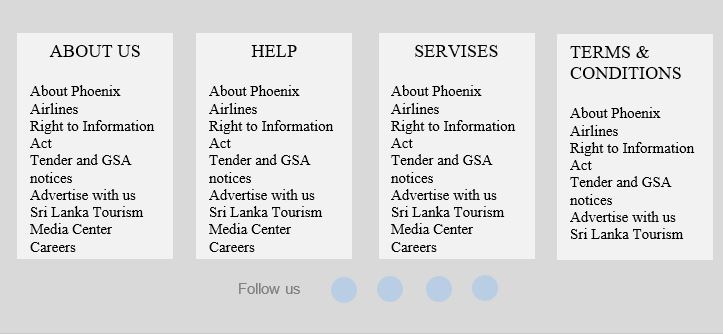 ABOUT US
About Phoenix
Airlines
Right to Information
Act
Tender and GSA
notices
Advertise with us
Sri Lanka Tourism
Media Center
Careers
HELP
About Phoenix
Airlines
Right to Information
Act
Tender and GSA
notices
Advertise with us
Sri Lanka Tourism
Media Center
Careers
SERVISES
About Phoenix
Airlines
Right to Information
Act
Tender and GSA
notices
Advertise with us
Sri Lanka Tourism
Media Center
Careers
TERMS &
CONDITIONS
About Phoenix
Airlines
Right to Information
Act
Tender and GSA
notices
Advertise with us
Sri Lanka Tourism
Follow us